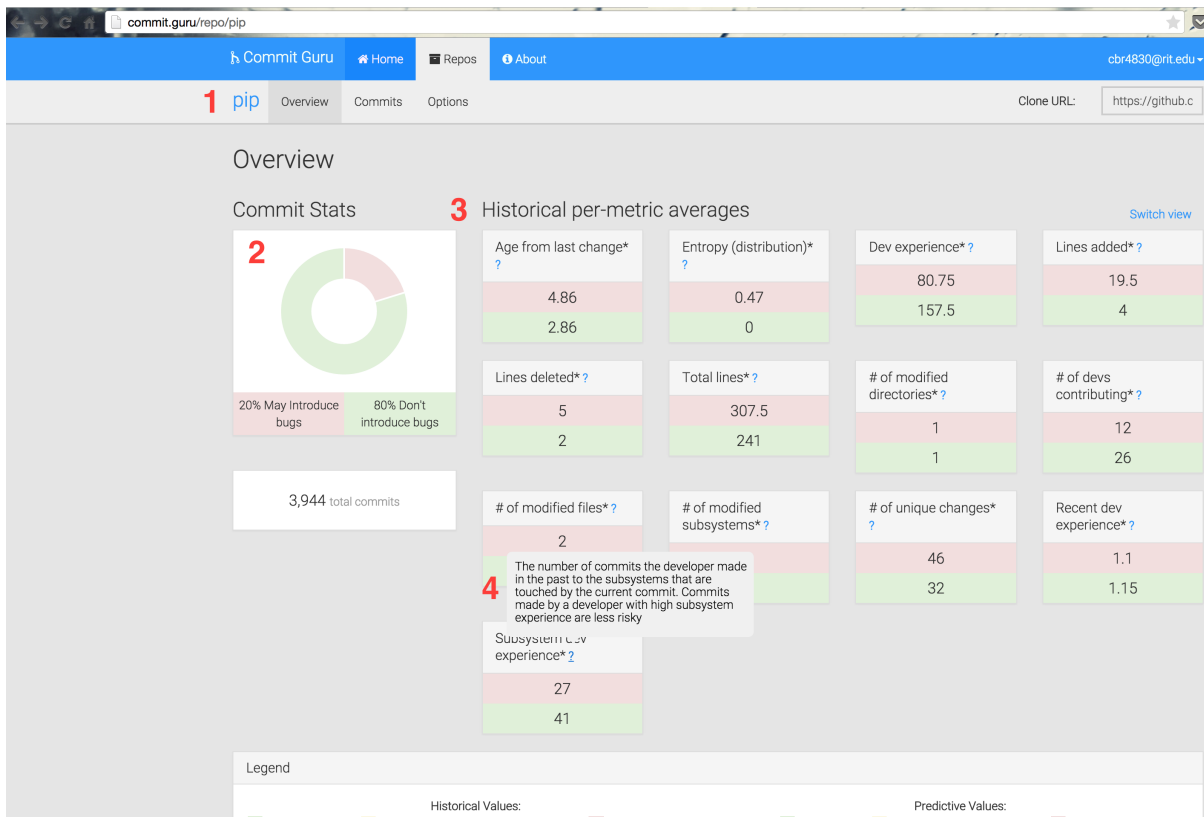 commit.guru/repo/pip
Commit Guru
Home
Repos
About
cbr4830@rit.edu
1
pip
Overview
Commits
Options
Clone URL:
https://github.c
Overview
Commit Stats
3
Historical per-metric averages
Switch view
2
20% May Introduce
bugs
80% Don't
introduce bugs
3,944 total commits
Age from last change*
?
4.86
2.86
Entropy (distribution)*
?
0.47
0
Dev experience* ?
80.75
157.5
Lines added* ?
19.5
4
Lines deleted* ?
5
2
Total lines* ?
307.5
241
# of modified
directories* ?
1
1
# of devs
contributing* ?
12
26
# of modified files* ?
2
# of modified
subsystems* ?
# of unique changes*
?
46
32
Recent dev
experience* ?
1.1
1.15
4
The number of commits the developer made
in the past to the subsystems that are
touched by the current commit. Commits
made by a developer with high subsystem
experience are less risky
Subsystem dev
experience* ?
27
41
Legend
Historical Values:
Predictive Values: